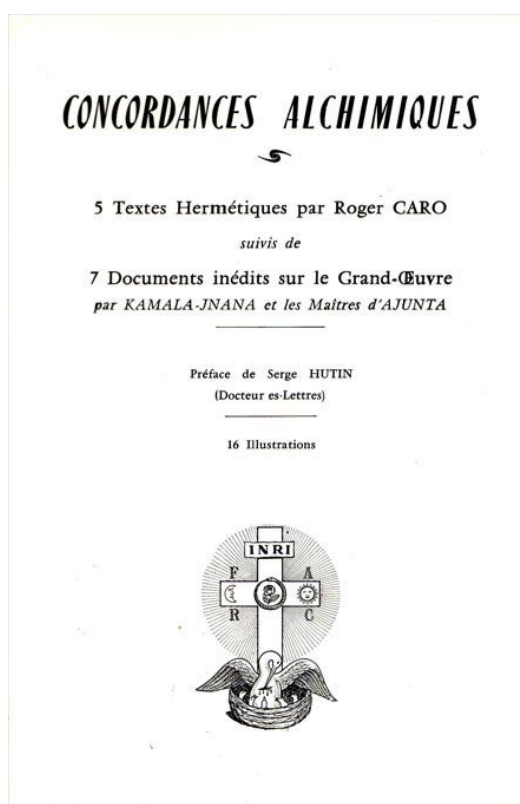 CONCORDANCES ALCHIMIQUES
5 Textes Hermétiques par Roger CARO
suivis de
7 Documents inédits sur le Grand-Œuvre
par KAMALA-JNANA et les Maîtres d'AJUNTA
Préface de Serge HUTIN
(Docteur es-Lettres)
16 Illustrations
INRI
F A
R C